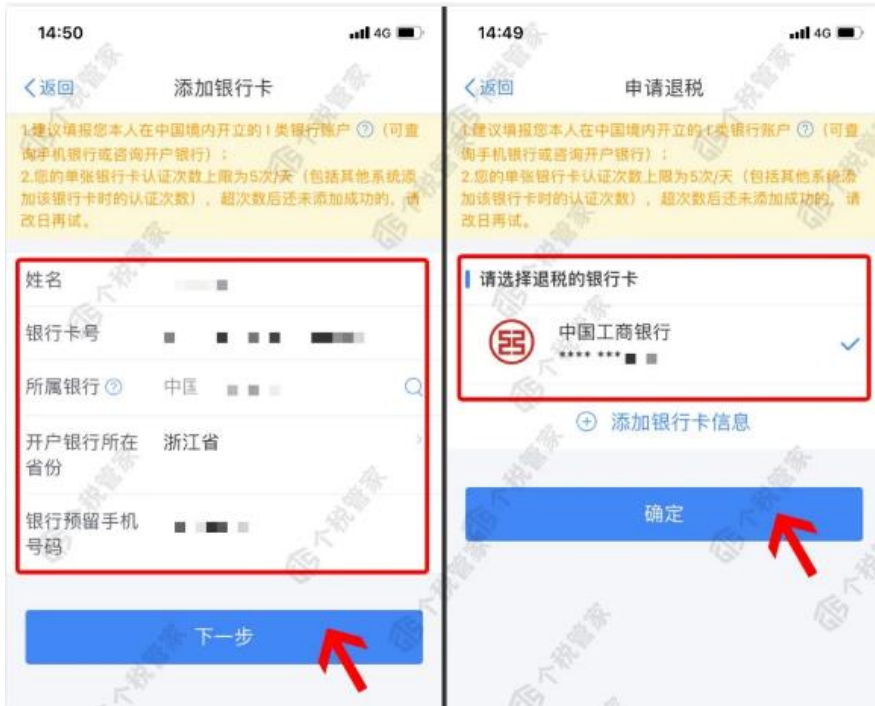 14:50
4G
返回
添加银行卡
1.建议填报您本人在中国境内开立的I类银行账户 ? (可查
询手机银行或咨询开户银行)；
2.您的单张银行卡认证次数上限为5次/天（包括其他系统添
加该银行卡时的认证次数），超次数后还未添加成功的，请
改日再试。
姓名
银行卡号
所属银行 ?
中国
开户银行所在
省份
浙江省
银行预留手机
号码
下一步
14:49
4G
返回
申请退税
1.建议填报您本人在中国境内开立的I类银行账户 ? (可查
询手机银行或咨询开户银行)；
2.您的单张银行卡认证次数上限为5次/天（包括其他系统添
加该银行卡时的认证次数），超次数后还未添加成功的，请
改日再试。
请选择退税的银行卡
中国工商银行
**** ***
添加银行卡信息
确定
个税管家